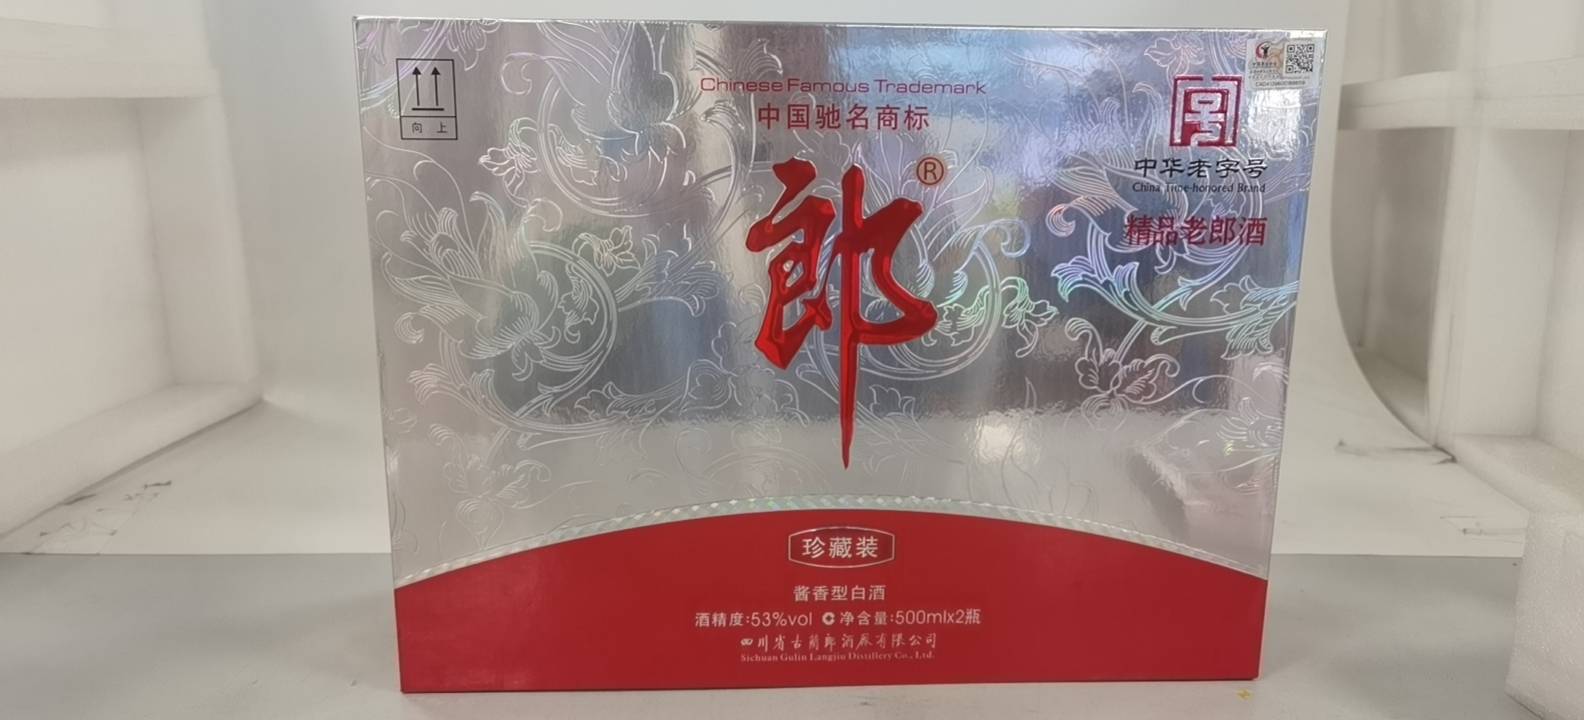 Chinese Famous Trademark
中国驰名商标
郎®
向上
中华老字号
China Time-honored Brand
精品老郎酒
珍藏装
酱香型白酒
酒精度:53%vol 净含量:500mlx2瓶
四川省古蔺郎酒厂有限公司
Sichuan Gulin Langjiu Distillery Co., Ltd.